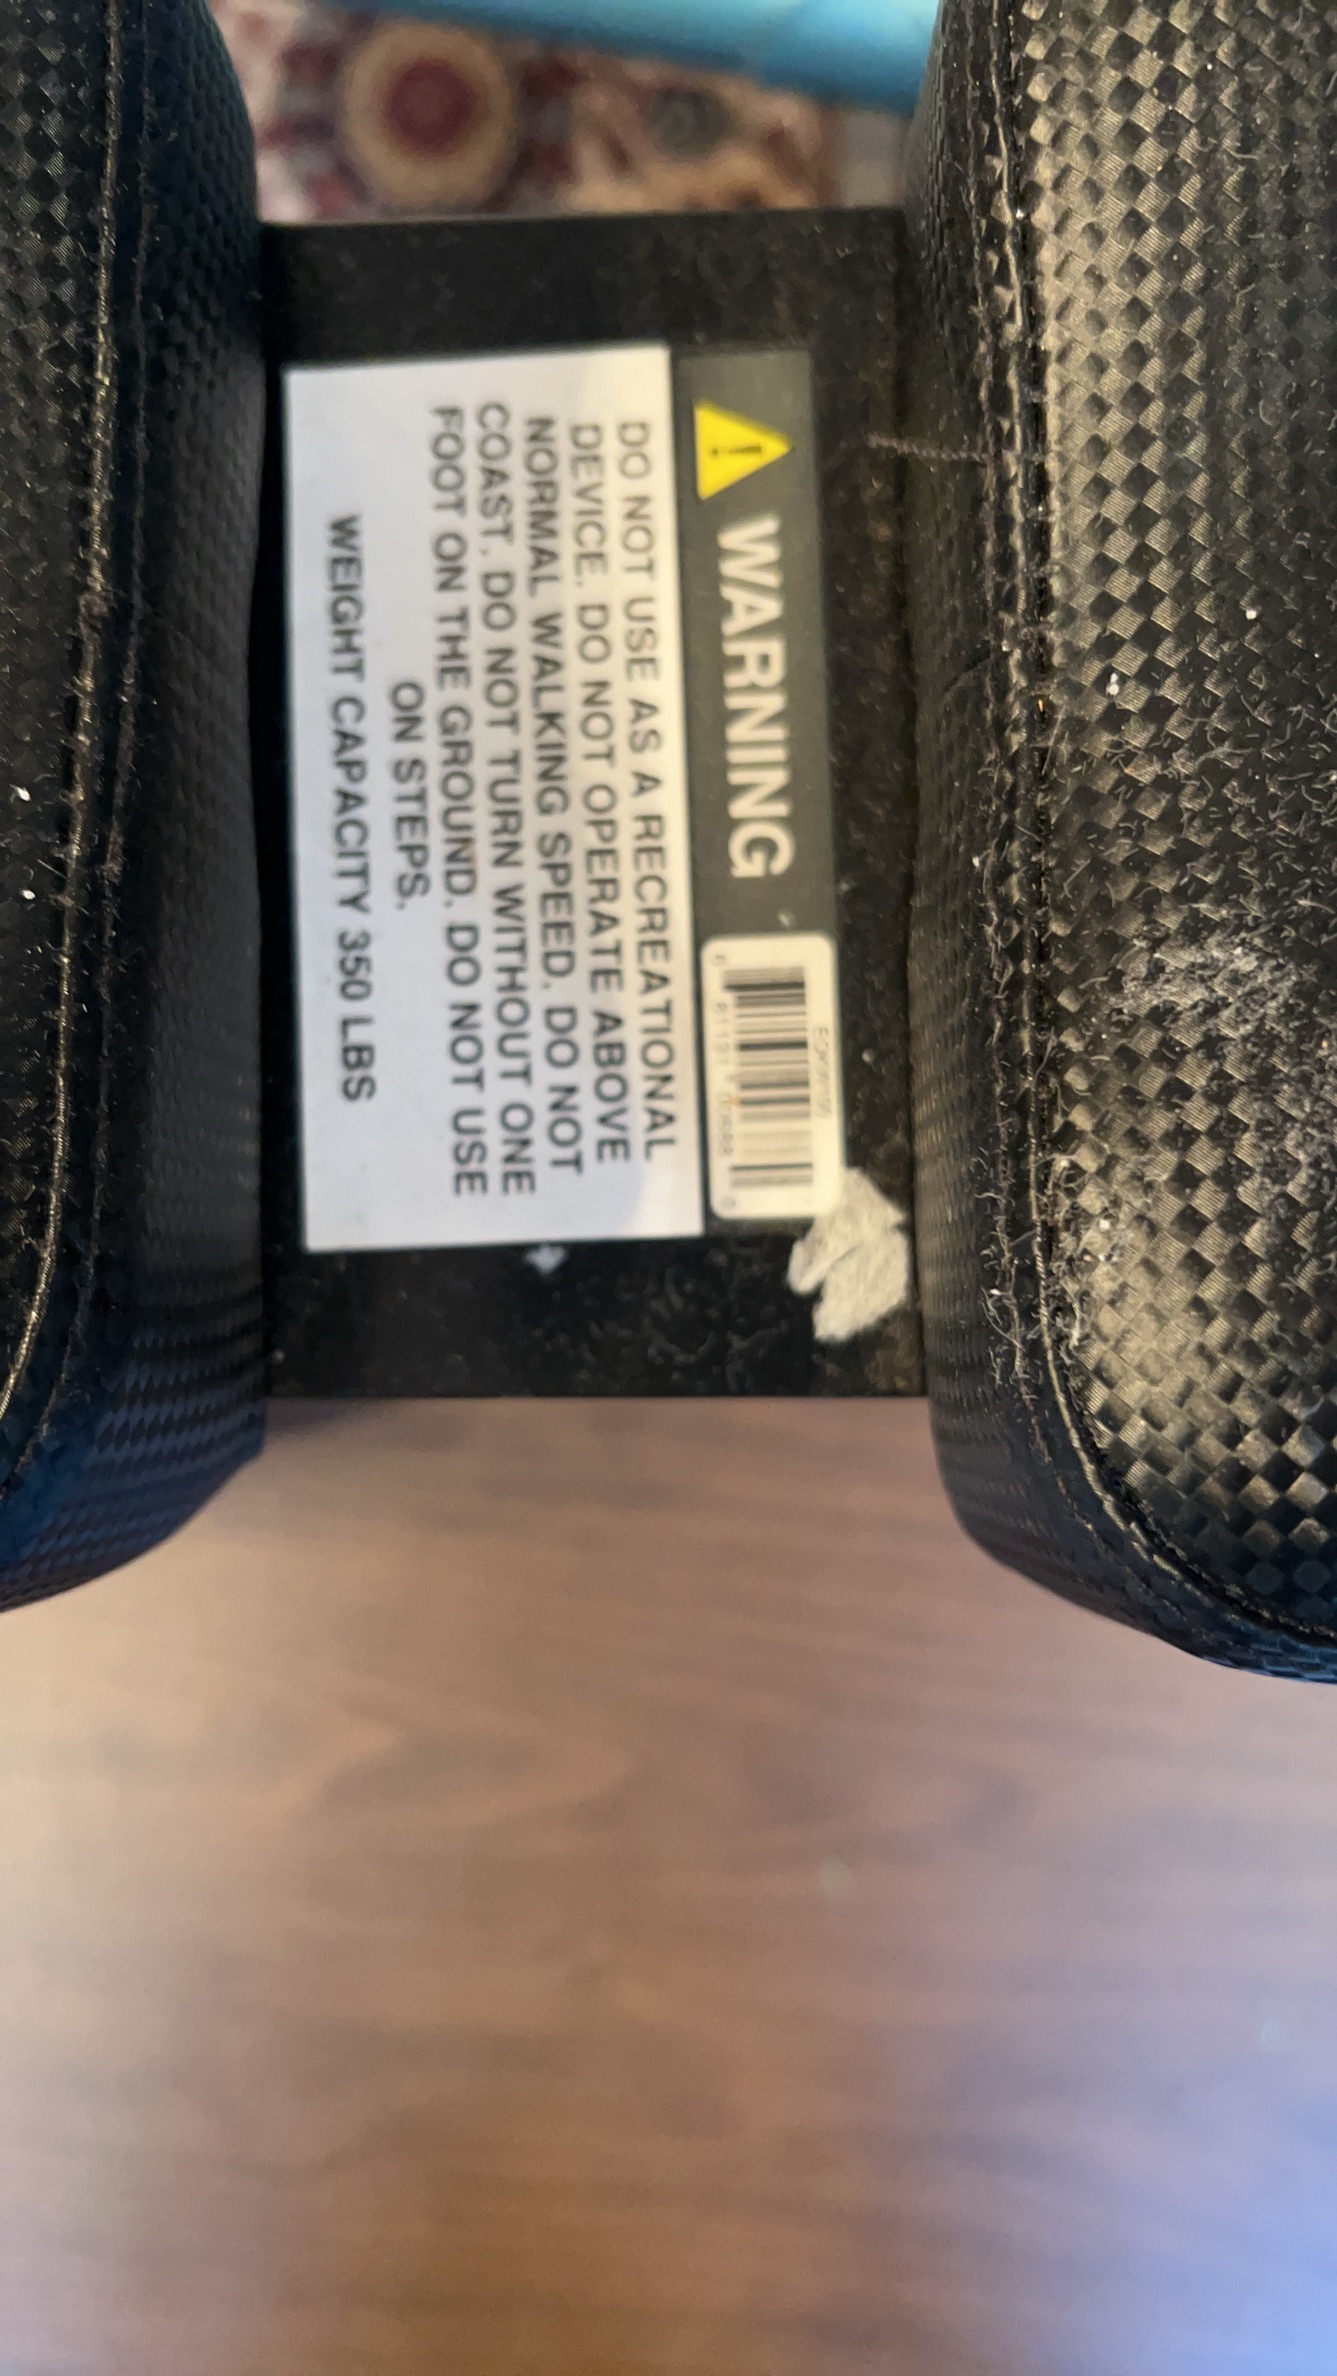 WARNING
DO NOT USE AS A RECREATIONAL
DEVICE. DO NOT OPERATE ABOVE
NORMAL WALKING SPEED. DO NOT
COAST. DO NOT TURN WITHOUT ONE
FOOT ON THE GROUND. DO NOT USE
ON STEPS.
WEIGHT CAPACITY 350 LBS